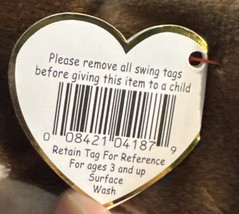 Please remove all swing tags
before giving this item to a child
0 08421 04187 9
Retain Tag For Reference
For ages 3 and up
Surface
Wash